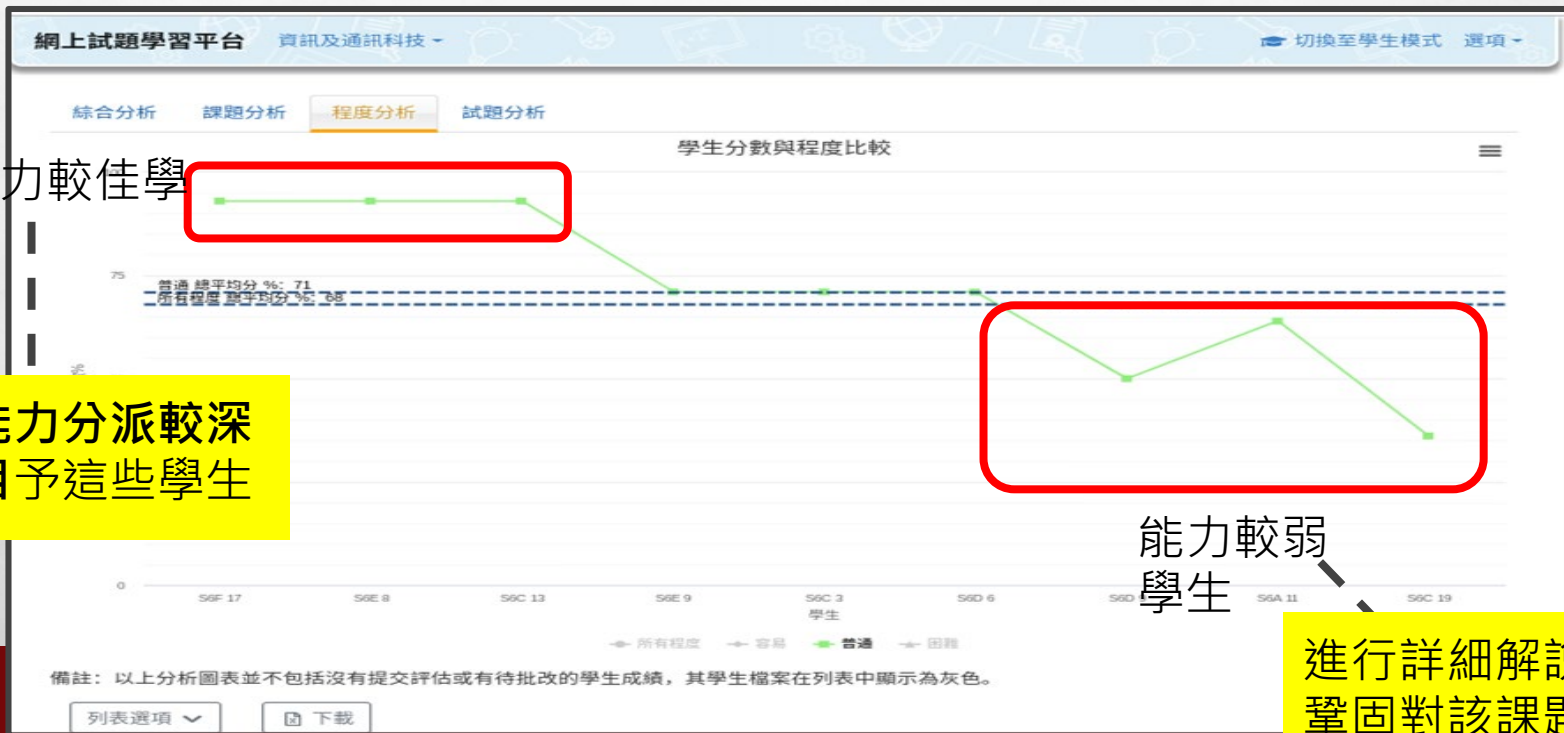 網上試題學習平台 資訊及通訊科技 切換至學生模式 選項
綜合分析 課題分析 程度分析 試題分析
學生分數與程度比較
力較佳學
100
75
普通 總平均分 %: 71
所有程度 總平均分 %: 68
%
能力分派較深
目予這些學生
能力較弱
學生
0
S6F 17 S6E 8 S6C 13 S6E 9 S6C 3 S6D 6 S6D S6A 11 S6C 19
學生
所有程度 容易 普通 困難
進行詳細解說
鞏固對該課題
備註：以上分析圖表並不包括沒有提交評估或有待批改的學生成績，其學生檔案在列表中顯示為灰色。
列表選項 下載